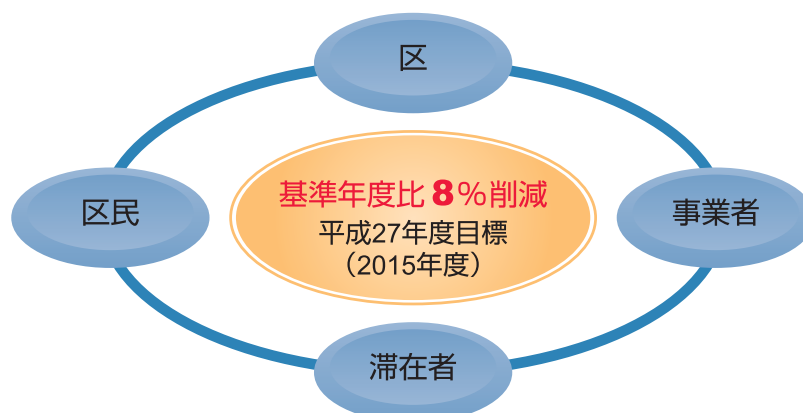 区
区民
基準年度比 8%削減
平成27年度目標
（2015年度）
事業者
滞在者